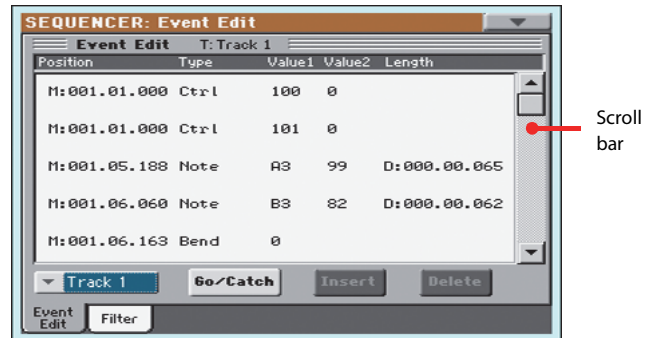 SEQUENCER: Event Edit
Event Edit T: Track 1
Position Type Value1 Value2 Length
M:001.01.000 Ctrl 100 0
M:001.01.000 Ctrl 101 0
M:001.05.188 Note A3 99 D:000.00.065
M:001.06.060 Note B3 82 D:000.00.062
M:001.06.163 Bend 0
Track 1 Go/Catch Insert Delete
Event
Edit
Filter
Scroll
bar